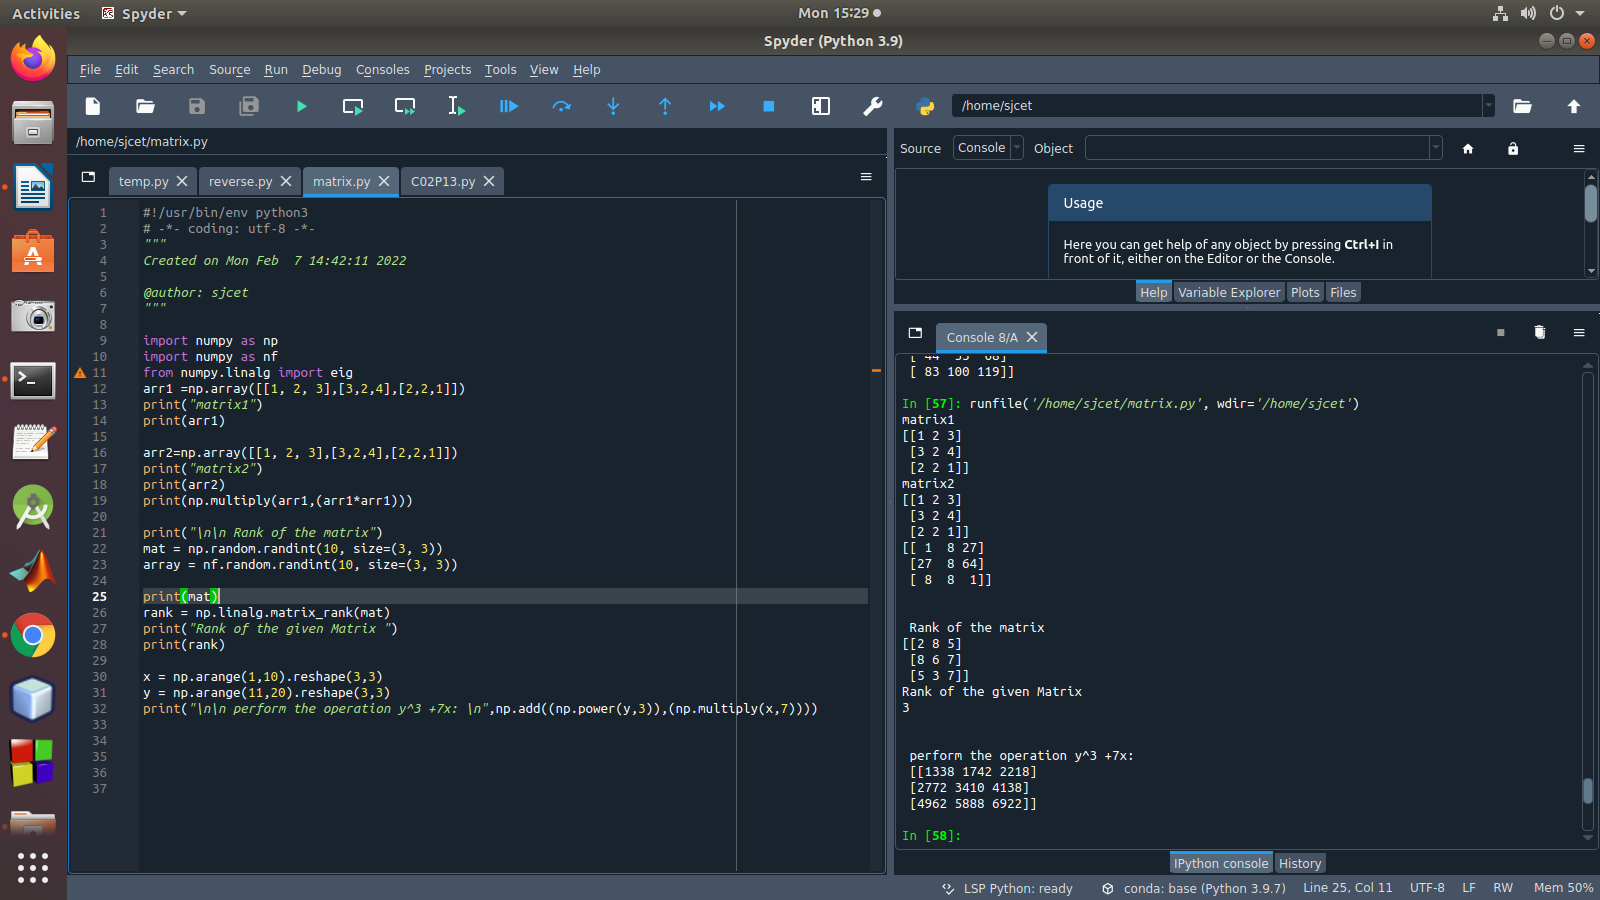 Activities Spyder Mon 15:29
Spyder (Python 3.9)
File Edit Search Source Run Debug Consoles Projects Tools View Help
/home/sjcet
/home/sjcet/matrix.py
temp.py reverse.py matrix.py C02P13.py
1 #!/usr/bin/env python3
2 # -*- coding: utf-8 -*-
3 """
4 Created on Mon Feb  7 14:42:11 2022
5
6 @author: sjcet
7 """
8
9 import numpy as np
10 import numpy as nf
11 from numpy.linalg import eig
12 arr1 =np.array([[1, 2, 3],[3,2,4],[2,2,1]])
13 print("matrix1")
14 print(arr1)
15
16 arr2=np.array([[1, 2, 3],[3,2,4],[2,2,1]])
17 print("matrix2")
18 print(arr2)
19 print(np.multiply(arr1,(arr1*arr1)))
20
21 print("\n\n Rank of the matrix")
22 mat = np.random.randint(10, size=(3, 3))
23 array = nf.random.randint(10, size=(3, 3))
24
25 print(mat)
26 rank = np.linalg.matrix_rank(mat)
27 print("Rank of the given Matrix ")
28 print(rank)
29
30 x = np.arange(1,10).reshape(3,3)
31 y = np.arange(11,20).reshape(3,3)
32 print("\n\n perform the operation y^3 +7x: \n",np.add((np.power(y,3)),(np.multiply(x,7))))
33
34
35
36
37
Source Console Object
Usage
Here you can get help of any object by pressing Ctrl+I in
front of it, either on the Editor or the Console.
Help Variable Explorer Plots Files
Console 8/A
[ 83 100 119]]
In [57]: runfile('/home/sjcet/matrix.py', wdir='/home/sjcet')
matrix1
[[1 2 3]
[3 2 4]
[2 2 1]]
matrix2
[[1 2 3]
[3 2 4]
[2 2 1]]
[[ 1  8 27]
[27  8 64]
[ 8  8  1]]
Rank of the matrix
[[2 8 5]
[8 6 7]
[5 3 7]]
Rank of the given Matrix
3
perform the operation y^3 +7x:
[[1338 1742 2218]
[2772 3410 4138]
[4962 5888 6922]]
In [58]:
IPython console History
LSP Python: ready conda: base (Python 3.9.7) Line 25, Col 11 UTF-8 LF RW Mem 50%